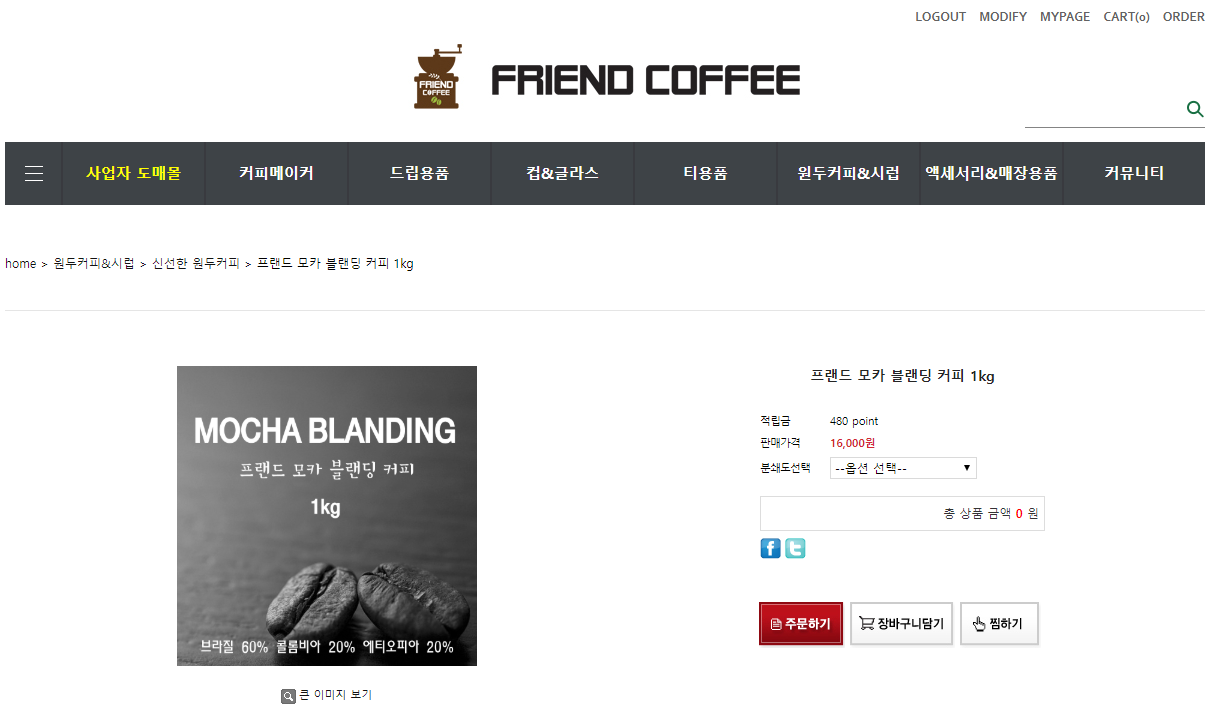 LOGOUT MODIFY MYPAGE CART(0) ORDER
FRIEND COFFEE
FRIEND COFFEE
사업자 도매몰 커피메이커 드립용품 컵&글라스 티용품 원두커피&시럽 액세서리&매장용품 커뮤니티
home > 원두커피&시럽 > 신선한 원두커피 > 프랜드 모카 블랜딩 커피 1kg
MOCHA BLANDING
프랜드 모카 블랜딩 커피
1kg
브라질 60% 콜롬비아 20% 에티오피아 20%
큰 이미지 보기
프랜드 모카 블랜딩 커피 1kg
적립금 480 point
판매가격 16,000원
분쇄도선택 --옵션 선택--
총 상품 금액 0 원
주문하기 장바구니담기 찜하기